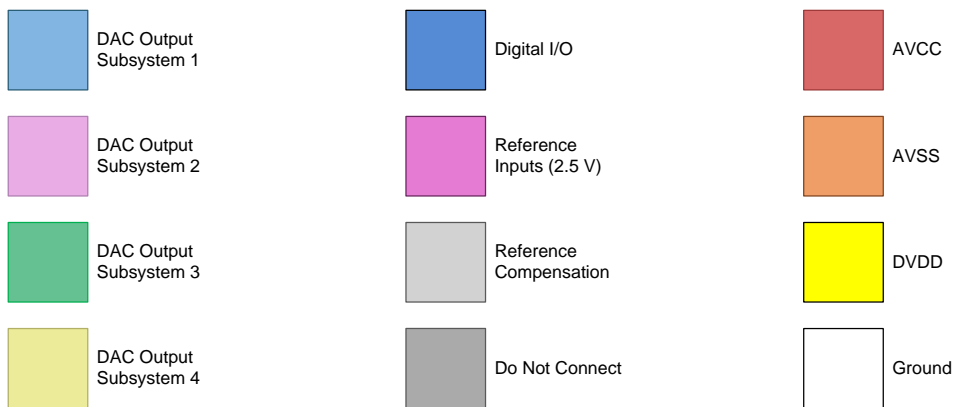 DAC Output
Subsystem 1
Digital I/O
AVCC
DAC Output
Subsystem 2
Reference
Inputs (2.5 V)
AVSS
DAC Output
Subsystem 3
Reference
Compensation
DVDD
DAC Output
Subsystem 4
Do Not Connect
Ground